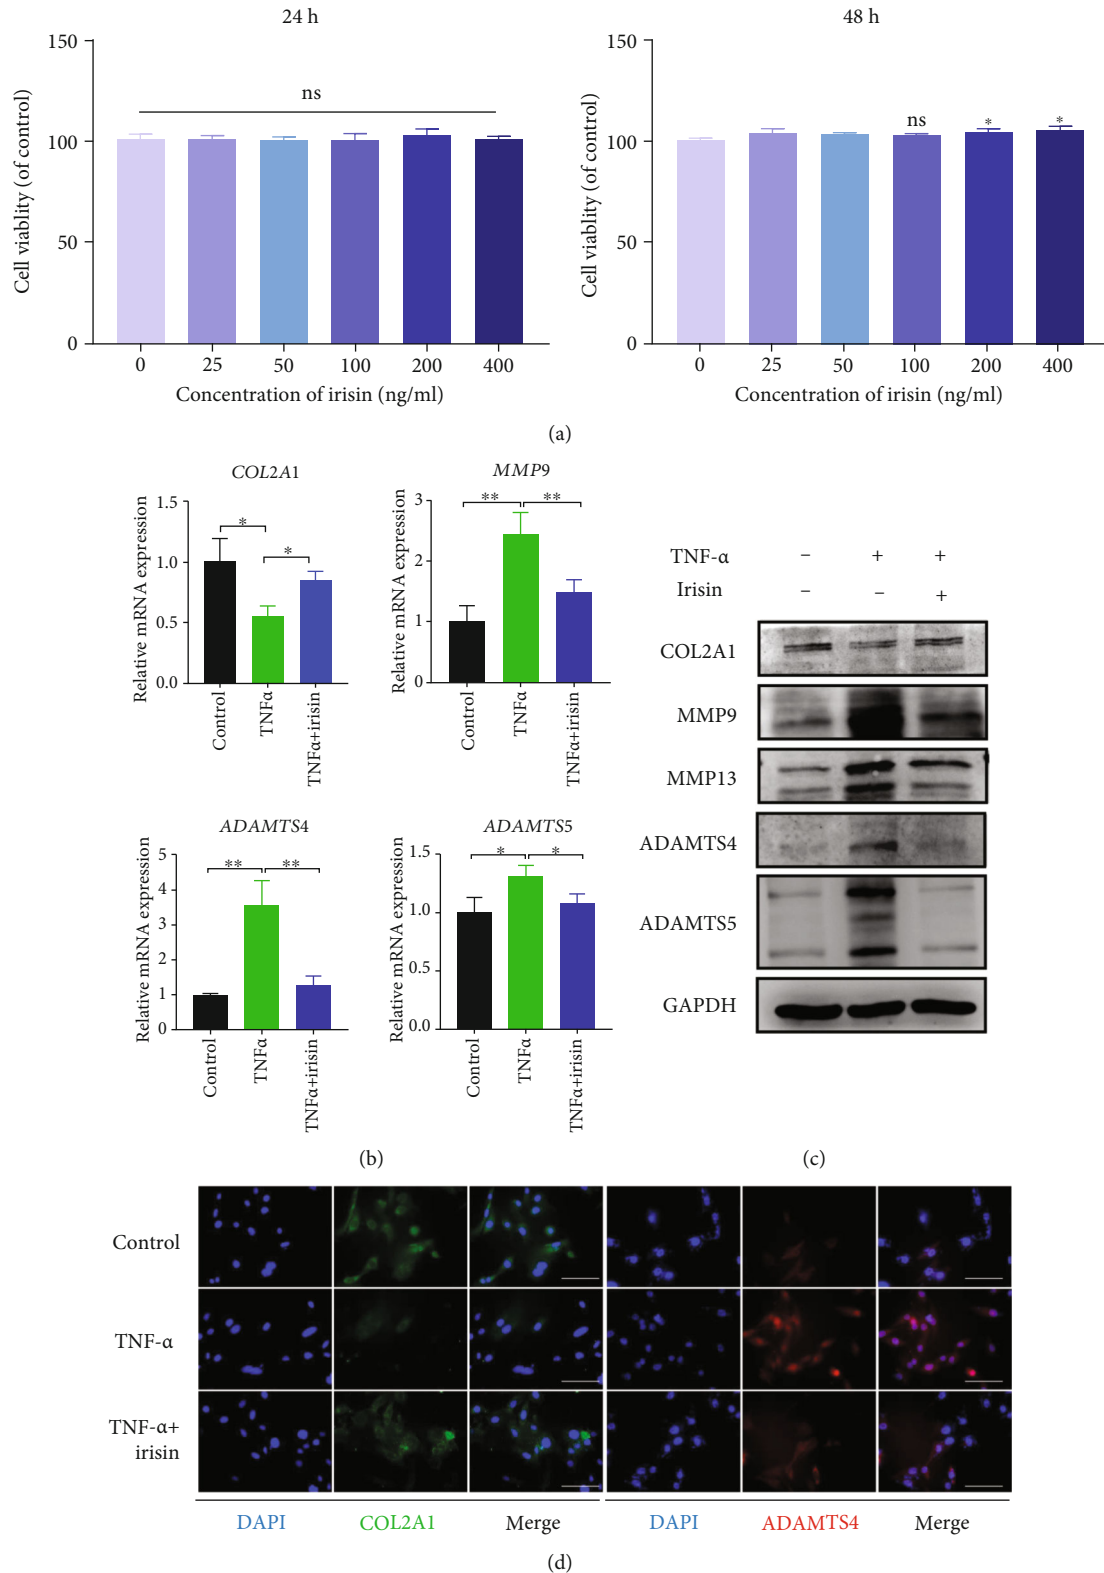 24 h
48 h
Cell viablity (of control)
150
100
50
0
ns
0 25 50 100 200 400
Concentration of irisin (ng/ml)
Cell viablity (of control)
150
100
50
0
ns * *
0 25 50 100 200 400
Concentration of irisin (ng/ml)
(a)
COL2A1
Relative mRNA expression
1.5
1.0
0.5
0.0
* *
Control
TNFα
TNFα+irisin
MMP9
Relative mRNA expression
3
2
1
0
** **
Control
TNFα
TNFα+irisin
ADAMTS4
Relative mRNA expression
5
4
3
2
1
0
** **
Control
TNFα
TNFα+irisin
ADAMTS5
Relative mRNA expression
1.5
1.0
0.5
0.0
* *
Control
TNFα
TNFα+irisin
(b)
TNF-α − + +
Irisin − − +
COL2A1
MMP9
MMP13
ADAMTS4
ADAMTS5
GAPDH
(c)
Control
TNF-α
TNF-α+
irisin
DAPI COL2A1 Merge DAPI ADAMTS4 Merge
(d)